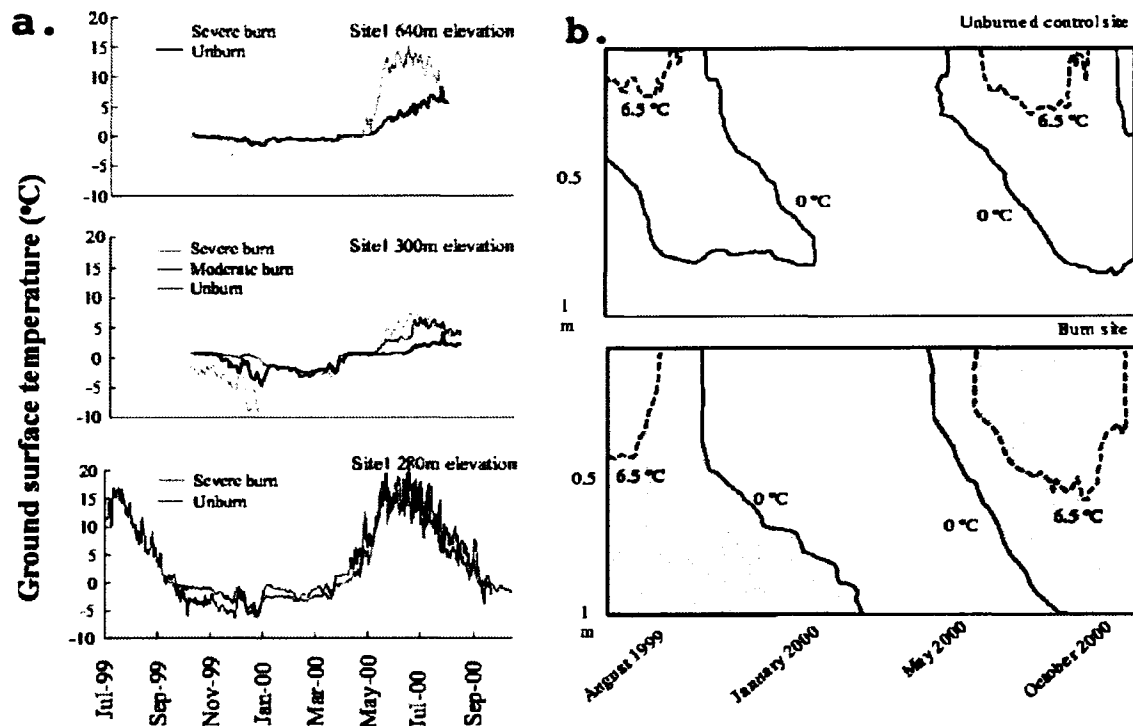 a.
Ground surface temperature (°C)
Severe burn
Unburn
Site1 640m elevation
20
15
10
5
0
-5
-10
Severe burn
Moderate burn
Unburn
Site1 300m elevation
20
15
10
5
0
-5
-10
Severe burn
Unburn
Site1 280m elevation
20
15
10
5
0
-5
-10
Jul-99
Sep-99
Nov-99
Jan-00
Mar-00
May-00
Jul-00
Sep-00
b.
Unburned control site
6.5 °C
6.5 °C
0 °C
0 °C
0.5
1
m
Burn site
6.5 °C
0 °C
0 °C
6.5 °C
0.5
1
m
August 1999
January 2000
May 2000
October 2000